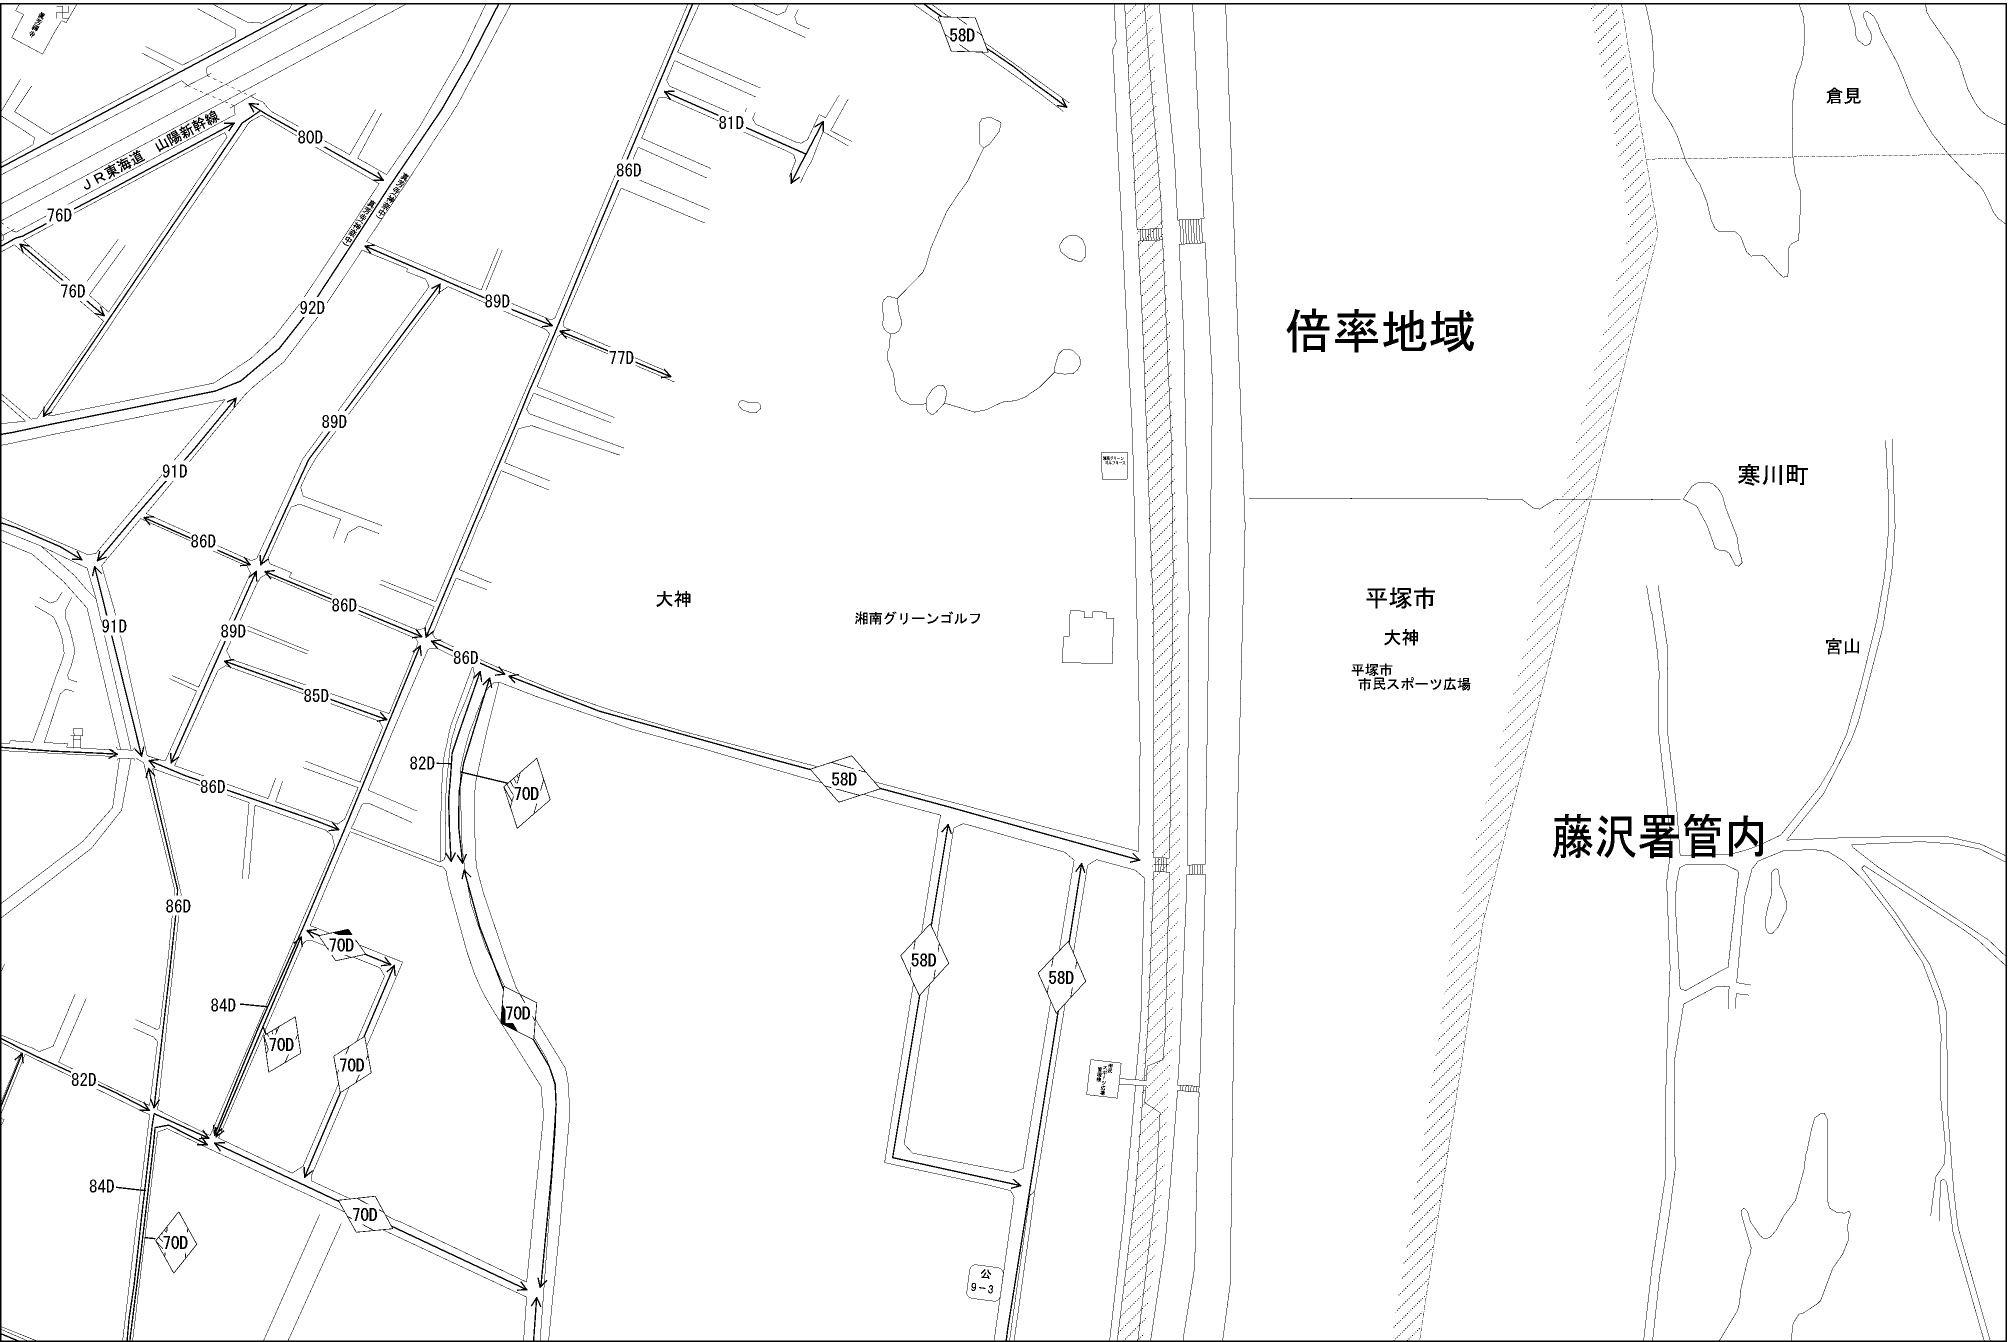 58D
倉見
81D
80D
JR東海道 山陽新幹線
86D
76D
76D
89D
92D
倍率地域
77D
89D
91D
寒川町
86D
大神
湘南グリーンゴルフ
平塚市
86D
91D
89D
大神
86D
宮山
平塚市
市民スポーツ広場
85D
82D
58D
70D
86D
藤沢署管内
86D
70D
58D
58D
84D
70D
70D
70D
82D
84D
70D
70D
公
9-3